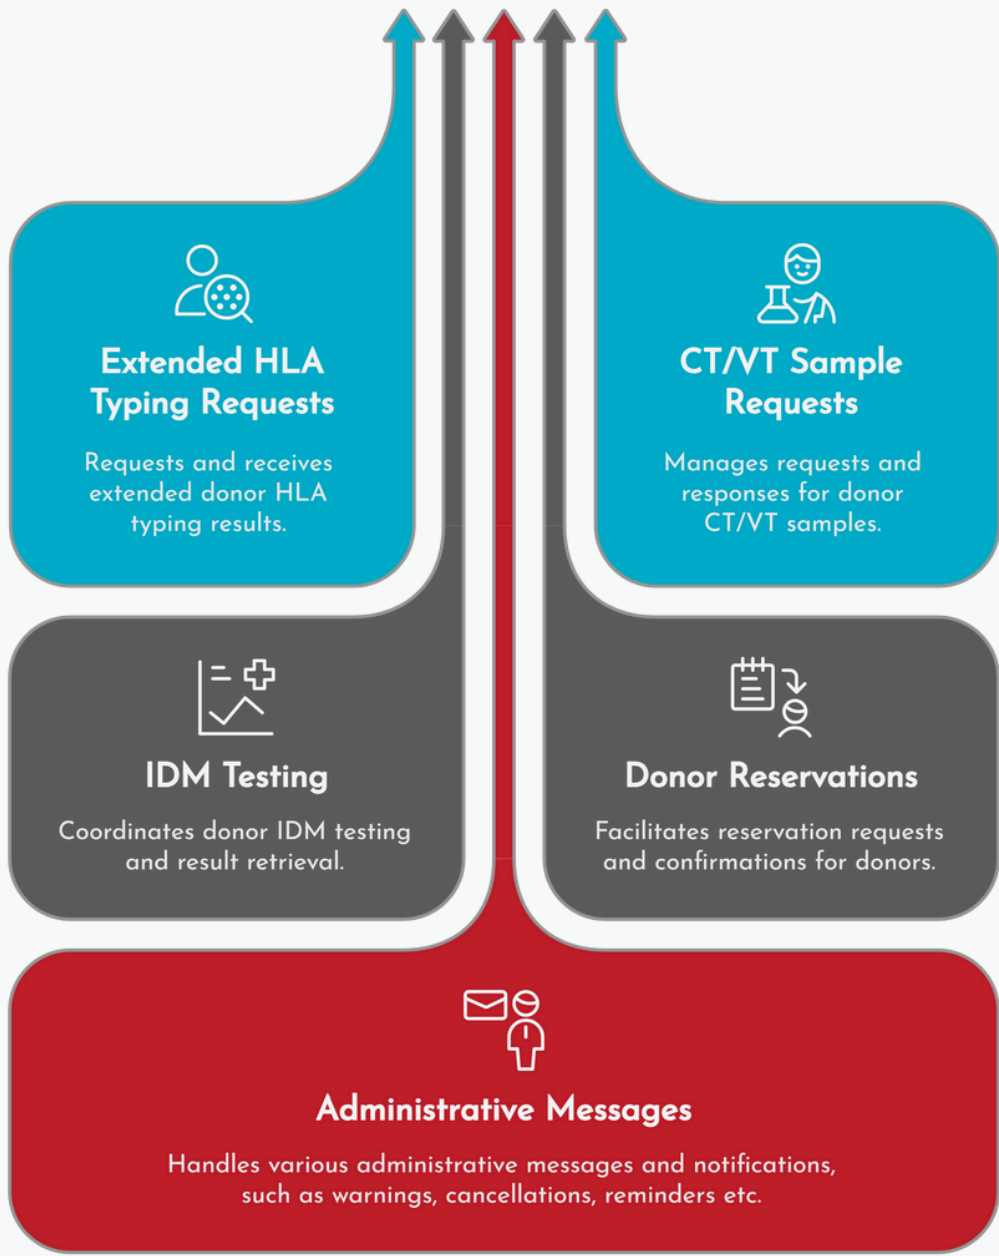 Extended HLA
Typing Requests
Requests and receives
extended donor HLA
typing results.
CT/VT Sample
Requests
Manages requests and
responses for donor
CT/VT samples.
IDM Testing
Coordinates donor IDM testing
and result retrieval.
Donor Reservations
Facilitates reservation requests
and confirmations for donors.
Administrative Messages
Handles various administrative messages and notifications,
such as warnings, cancellations, reminders etc.